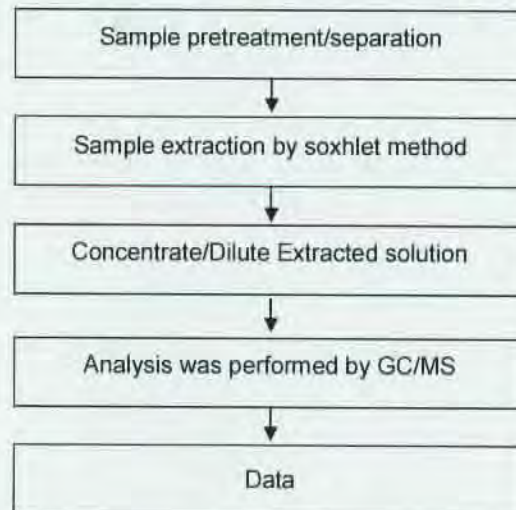 Sample pretreatment/separation
Sample extraction by soxhlet method
Concentrate/Dilute Extracted solution
Analysis was performed by GC/MS
Data